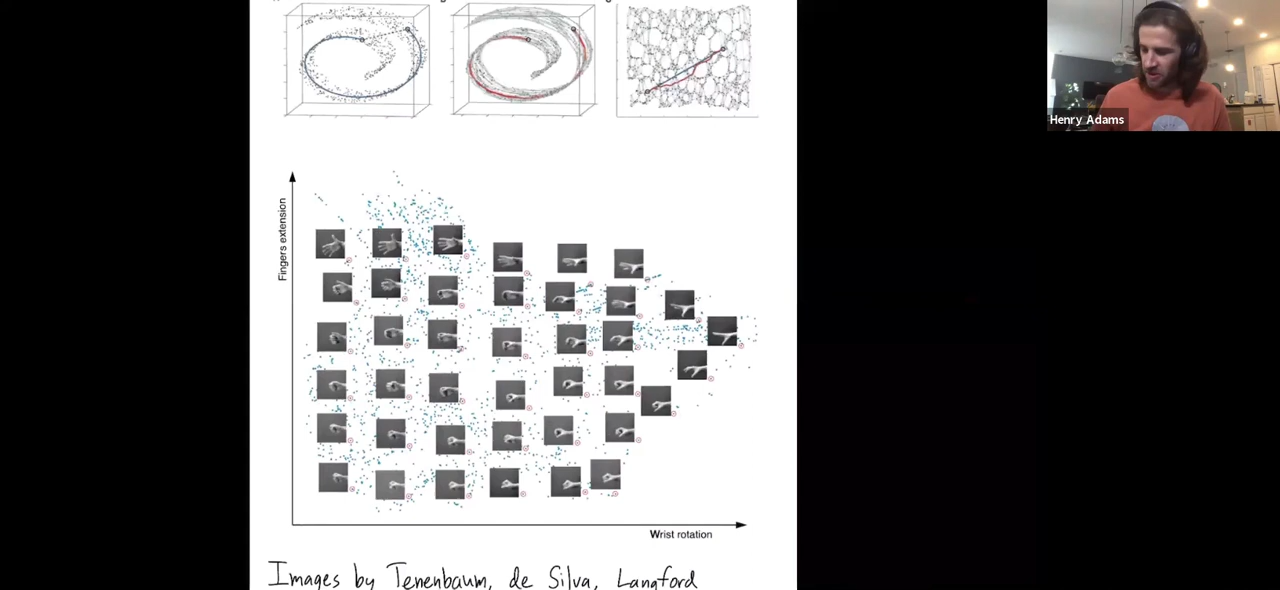 Henry Adams
Fingers extension
Wrist rotation
Images by Tenenbaum, de Silva, Langford